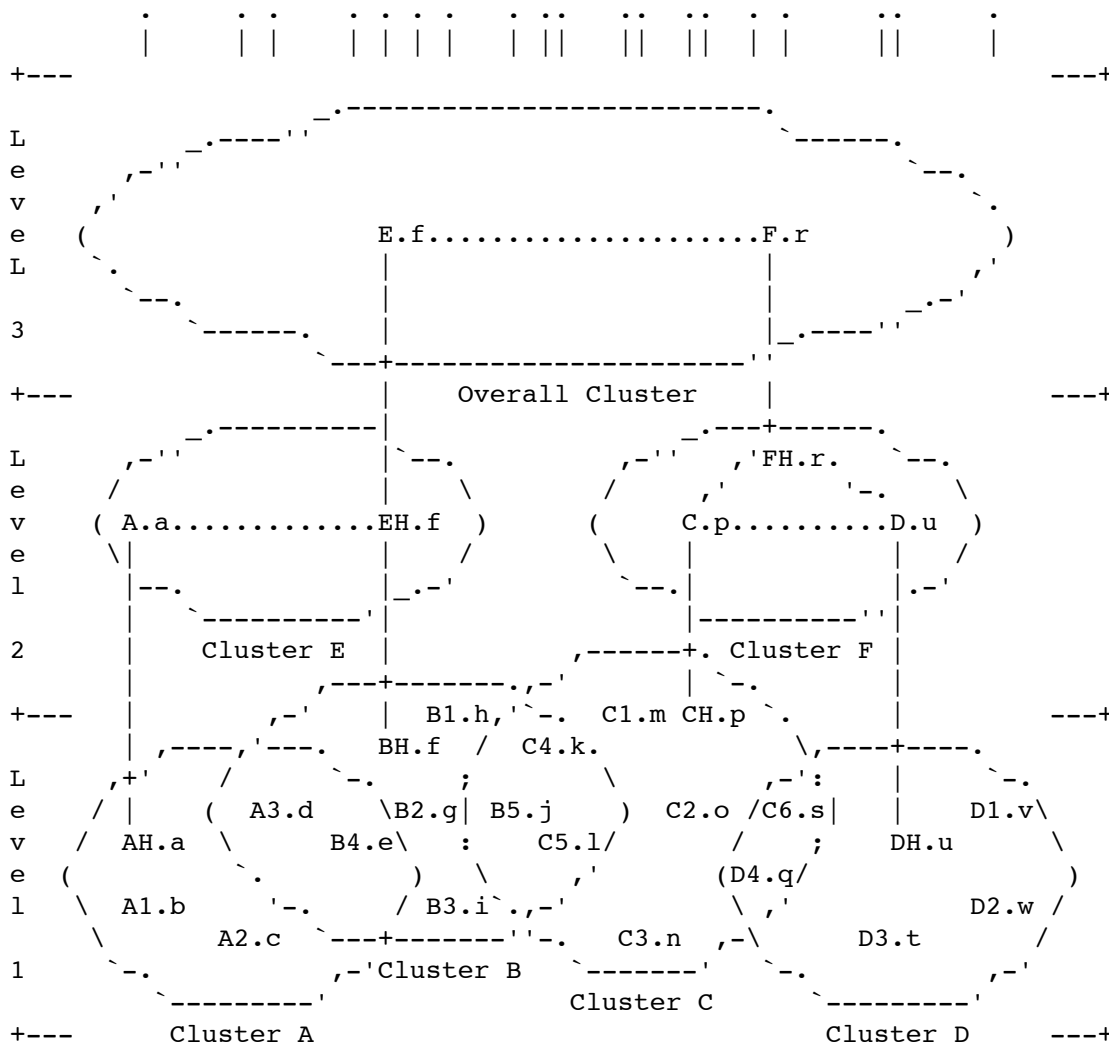 .     . .    . . . .   . ..   ..  .. . .     ..     .
|     | |    | | | |   | ||   ||  || | |     ||     |
+---                                                             ---+
_.--------------------------.
L           _.----''                             `------.
e       ,-''                                             `--.
v     ,'                                                     `.
e    (                  E.f.....................F.r            )
L     `.                |                       |            ,'
`--.             |                       |        _.-'
3           `------.    |                       |_.----''
`---+----------------------''
+---                    |    Overall Cluster    |                 ---+
_.----------|                  _.---+------.
L       ,-''            |`--.          ,-''   ,'FH.r.   `--.
e      /                |    \        /     ,'       '-.    \
v     ( A.a.............EH.f  )      (     C.p..........D.u  )
e      \|               |    /        \     |            |   /
l       |--.            |_.-'          `--. |            |.-'
|   `----------'|                  |----------''|
2       |    Cluster E  |           ,------+. Cluster F |
|           ,---+-------.,-'       | `-.         |
+---    |        ,-'    |  B1.h,'`-.  C1.m CH.p `.      |         ---+
| ,----,'---.   BH.f  /  C4.k.            \,----+----.
L      ,+'    /      `-.     ;        \         ,-':    |      `-.
e     / |    (  A3.d    \B2.g| B5.j    )  C2.o /C6.s|   |    D1.v\
v    /  AH.a  \      B4.e\   :    C5.l/       /    ;    DH.u      \
e   (          `.         )   \     ,'       (D4.q/                )
l    \  A1.b     '-.     / B3.i`.,-'          \ ,'          D2.w /
\       A2.c  `---+-------''-.   C3.n  ,-\      D3.t       /
1      `-.           ,-'Cluster B   `-------'   `-.         ,-'
`---------'               Cluster C      `---------'
+---      Cluster A                                Cluster D     ---+